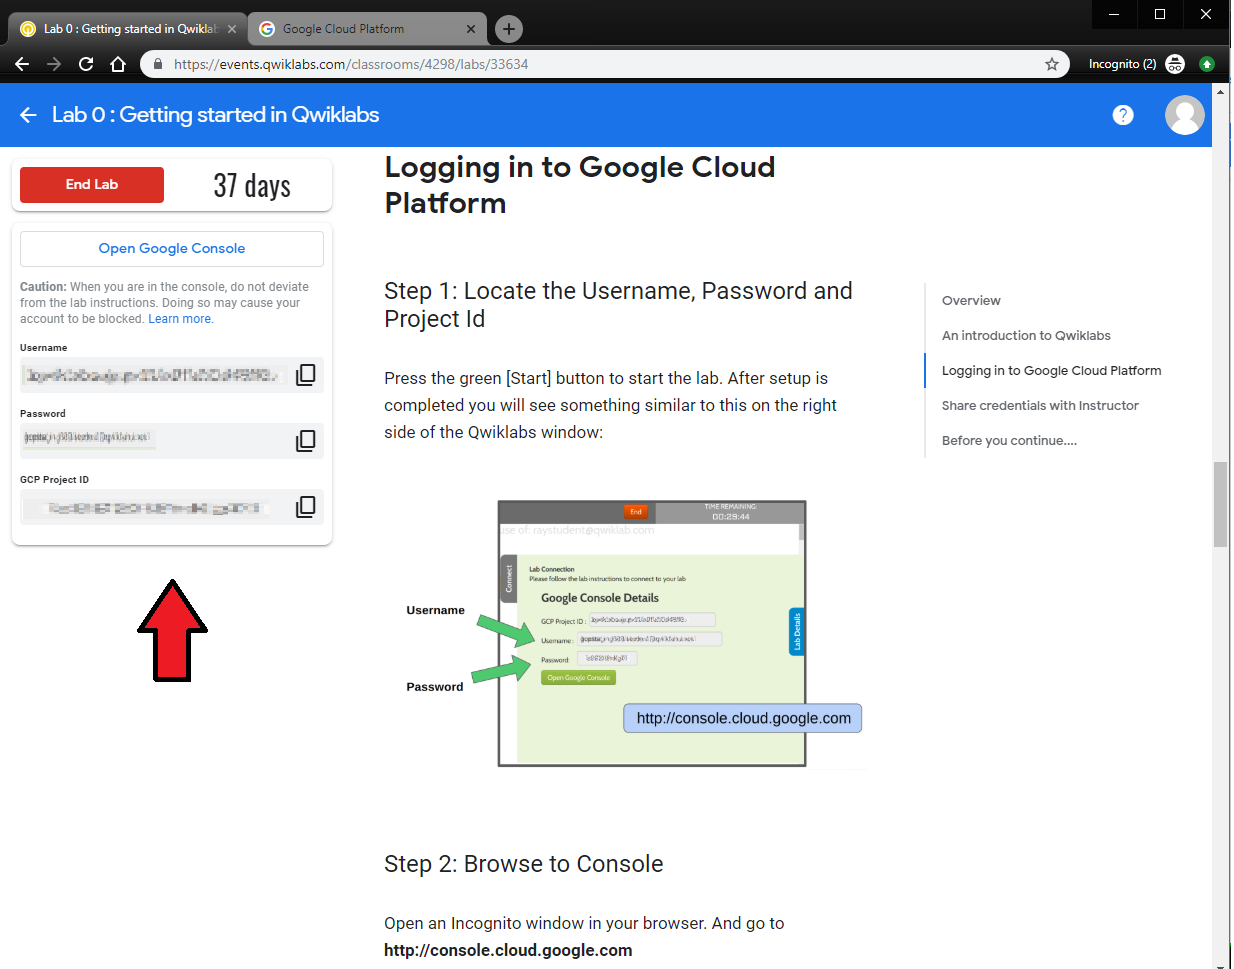 Lab 0 : Getting started in Qwiklab
Google Cloud Platform
https://events.qwiklabs.com/classrooms/4298/labs/33634
Incognito (2)
Lab 0 : Getting started in Qwiklabs
?
End Lab
37 days
Open Google Console
Caution: When you are in the console, do not deviate
from the lab instructions. Doing so may cause your
account to be blocked. Learn more.
Username
Password
GCP Project ID
Logging in to Google Cloud
Platform
Step 1: Locate the Username, Password and
Project Id
Press the green [Start] button to start the lab. After setup is
completed you will see something similar to this on the right
side of the Qwiklabs window:
End
TIME REMAINING
00:29:44
use of: raystudent@qwiklab.com
Connect
Lab Connection
Please follow the lab instructions to connect to your lab
Google Console Details
GCP Project ID :
Username :
Password:
Open Google Console
Lab Details
Username
Password
http://console.cloud.google.com
Step 2: Browse to Console
Open an Incognito window in your browser. And go to
http://console.cloud.google.com
Overview
An introduction to Qwiklabs
Logging in to Google Cloud Platform
Share credentials with Instructor
Before you continue....